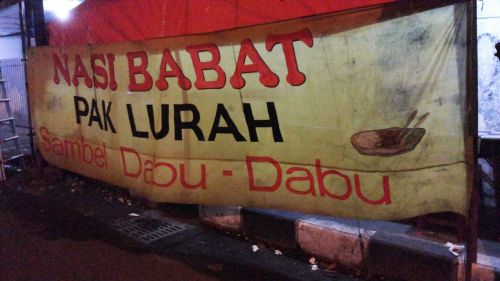 NASI BABAT
PAK LURAH
Sambel Dabu - Dabu